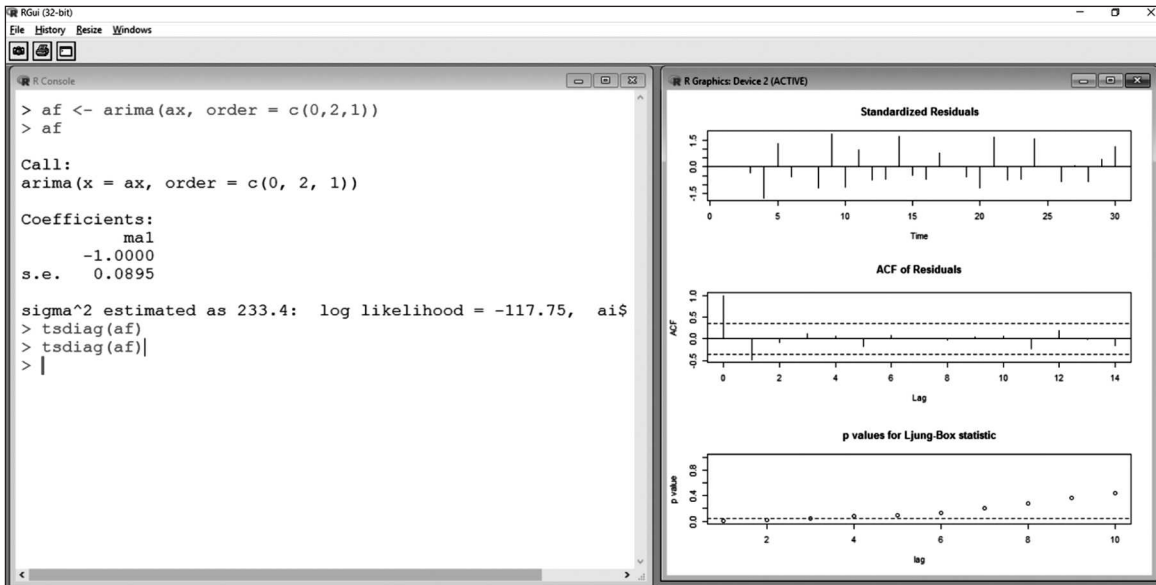 RGui (32-bit)
File History Resize Windows
R Console
> af <- arima(ax, order = c(0,2,1))
> af
Call:
arima(x = ax, order = c(0, 2, 1))
Coefficients:
ma1
-1.0000
s.e. 0.0895
sigma^2 estimated as 233.4: log likelihood = -117.75, ai$
> tsdiag(af)
> tsdiag(af)
>
R Graphics: Device 2 (ACTIVE)
Standardized Residuals
1.5
0.0
-1.5
0 5 10 15 20 25 30
Time
ACF of Residuals
ACF
1.0
0.5
0.0
-0.5
0 2 4 6 8 10 12 14
Lag
p values for Ljung-Box statistic
p value
0.8
0.4
0.0
2 4 6 8 10
lag